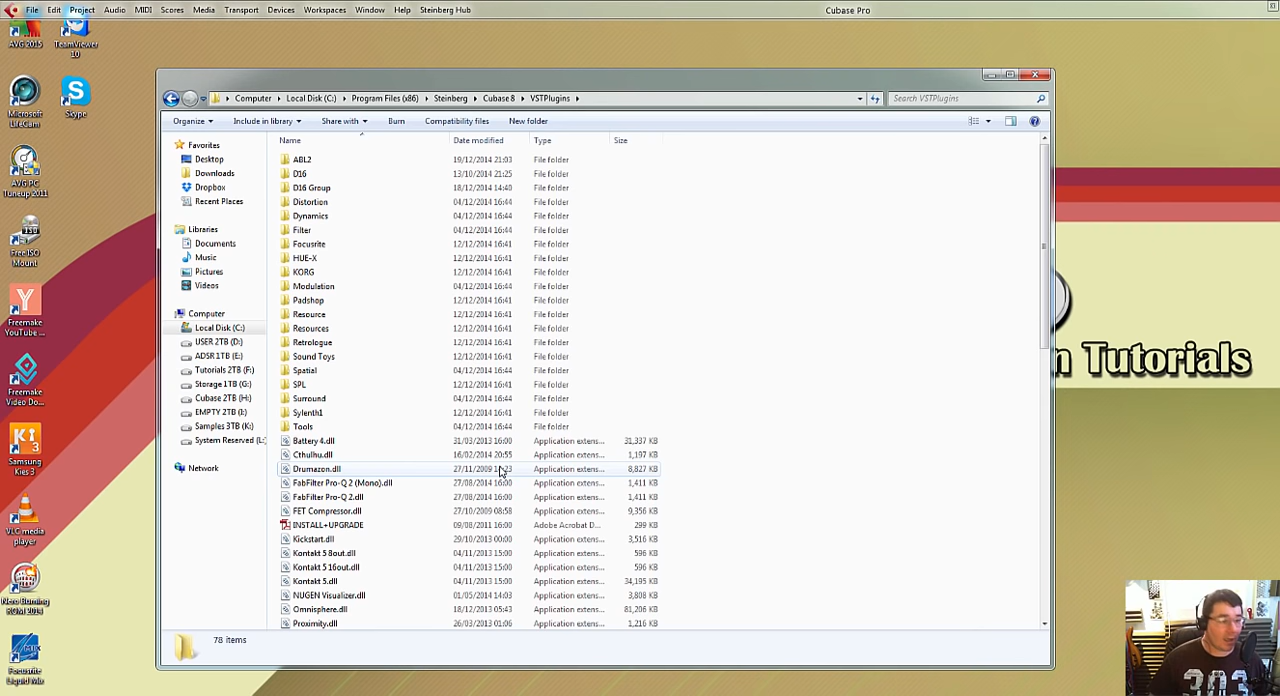 File Edit Project Audio MIDI Scores Media Transport Devices Workspaces Window Help Steinberg Hub Cubase Pro
AVG 2015
TeamViewer 10
Microsoft LifeCam
Skype
AVG PC Tuneup 2011
Free ISO Mount
Freemake YouTube ...
Freemake Video Do...
Samsung Kies 3
VLC media player
Nero Burning ROM 2014
Focusrite Liquid Mix
Computer Local Disk (C:) Program Files (x86) Steinberg Cubase 8 VSTPlugins Search VSTPlugins
Organize Include in library Share with Burn Compatibility files New folder
Favorites
Desktop
Downloads
Dropbox
Recent Places
Libraries
Documents
Music
Pictures
Videos
Computer
Local Disk (C:)
USER 2TB (D:)
ADSR 1TB (E:)
Tutorials 2TB (F:)
Storage 1TB (G:)
Cubase 2TB (H:)
EMPTY 2TB (I:)
Samples 3TB (K:)
System Reserved (L:
Network
Name Date modified Type Size
ABL2 19/12/2014 21:03 File folder
D16 13/10/2014 21:25 File folder
D16 Group 18/12/2014 14:40 File folder
Distortion 04/12/2014 16:44 File folder
Dynamics 04/12/2014 16:44 File folder
Filter 04/12/2014 16:44 File folder
Focusrite 12/12/2014 16:41 File folder
HUE-X 12/12/2014 16:41 File folder
KORG 12/12/2014 16:41 File folder
Modulation 04/12/2014 16:44 File folder
Padshop 12/12/2014 16:41 File folder
Resource 12/12/2014 16:41 File folder
Resources 12/12/2014 16:41 File folder
Retrologue 12/12/2014 16:41 File folder
Sound Toys 12/12/2014 16:41 File folder
Spatial 04/12/2014 16:44 File folder
SPL 12/12/2014 16:41 File folder
Surround 04/12/2014 16:44 File folder
Sylenth1 12/12/2014 16:41 File folder
Tools 04/12/2014 16:44 File folder
Battery 4.dll 31/03/2013 16:00 Application extens... 31,337 KB
Cthulhu.dll 16/02/2014 20:55 Application extens... 1,197 KB
Drumazon.dll 27/11/2009 Application extens... 8,827 KB
FabFilter Pro-Q 2 (Mono).dll 27/08/2014 16:00 Application extens... 1,411 KB
FabFilter Pro-Q 2.dll 27/08/2014 16:00 Application extens... 1,411 KB
FET Compressor.dll 27/10/2009 08:58 Application extens... 9,356 KB
INSTALL+UPGRADE 09/08/2011 16:00 Adobe Acrobat D... 299 KB
Kickstart.dll 29/10/2013 00:00 Application extens... 3,516 KB
Kontakt 5 8out.dll 04/11/2013 15:00 Application extens... 596 KB
Kontakt 5 16out.dll 04/11/2013 15:00 Application extens... 596 KB
Kontakt 5.dll 04/11/2013 15:00 Application extens... 34,195 KB
NUGEN Visualizer.dll 01/05/2014 14:03 Application extens... 3,808 KB
Omnisphere.dll 18/12/2013 05:43 Application extens... 81,206 KB
Proximity.dll 26/03/2013 01:06 Application extens... 1,216 KB
78 items
n Tutorials
303